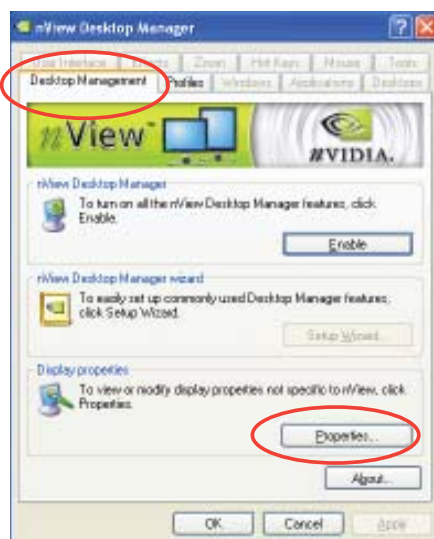 nView Desktop Manager
User Interface Effects Zoom Hot Keys Mouse Tools
Desktop Management Profiles Windows Applications Desktops
nView™
NVIDIA.
nView Desktop Manager
To turn on all the nView Desktop Manager features, click
Enable.
Enable
nView Desktop Manager wizard
To easily set up commonly used Desktop Manager features,
click Setup Wizard.
Setup Wizard
Display properties
To view or modify display properties not specific to nView, click
Properties.
Properties...
About...
OK Cancel Apply